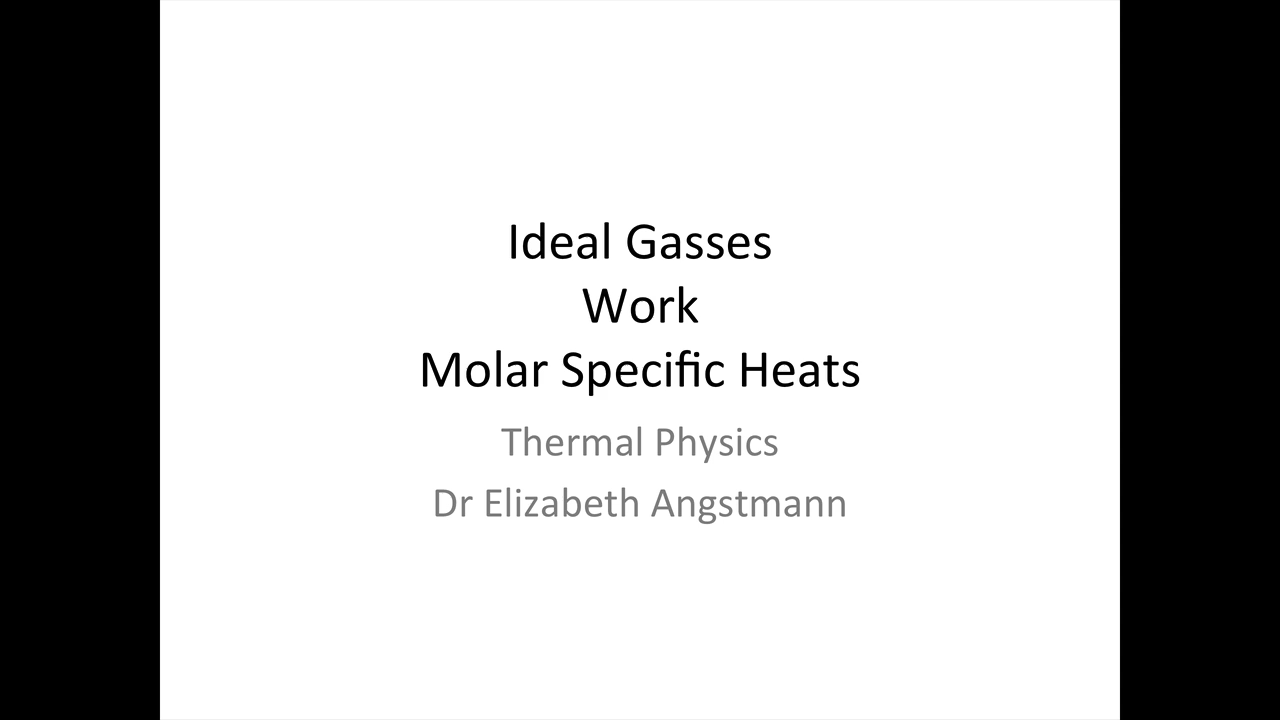 Ideal Gasses
Work
Molar Specific Heats
Thermal Physics
Dr Elizabeth Angstmann